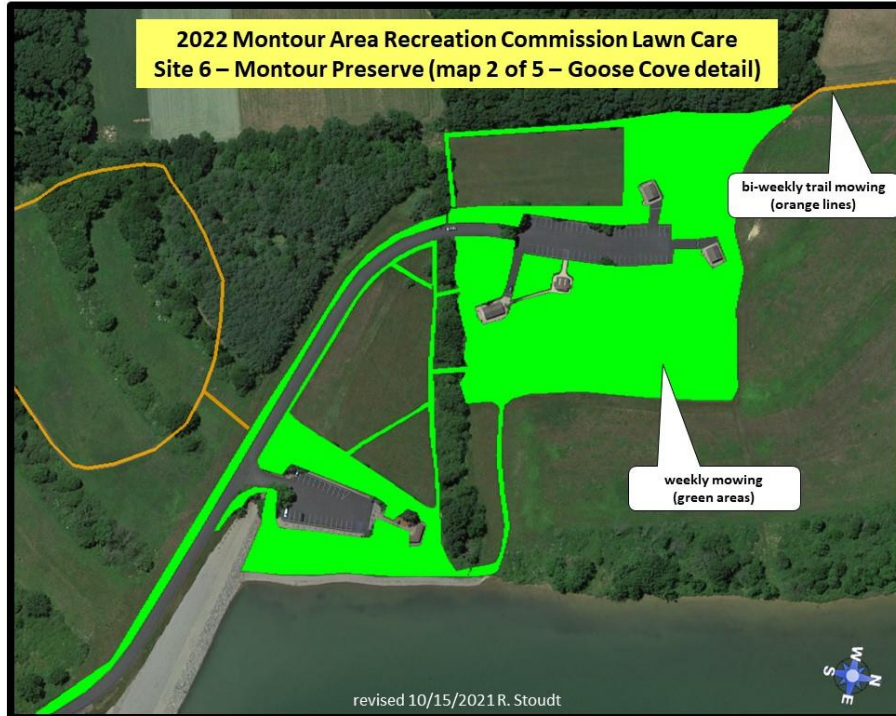 2022 Montour Area Recreation Commission Lawn Care
Site 6 – Montour Preserve (map 2 of 5 – Goose Cove detail)
bi-weekly trail mowing
(orange lines)
weekly mowing
(green areas)
revised 10/15/2021 R. Stoudt
W
S
N
E